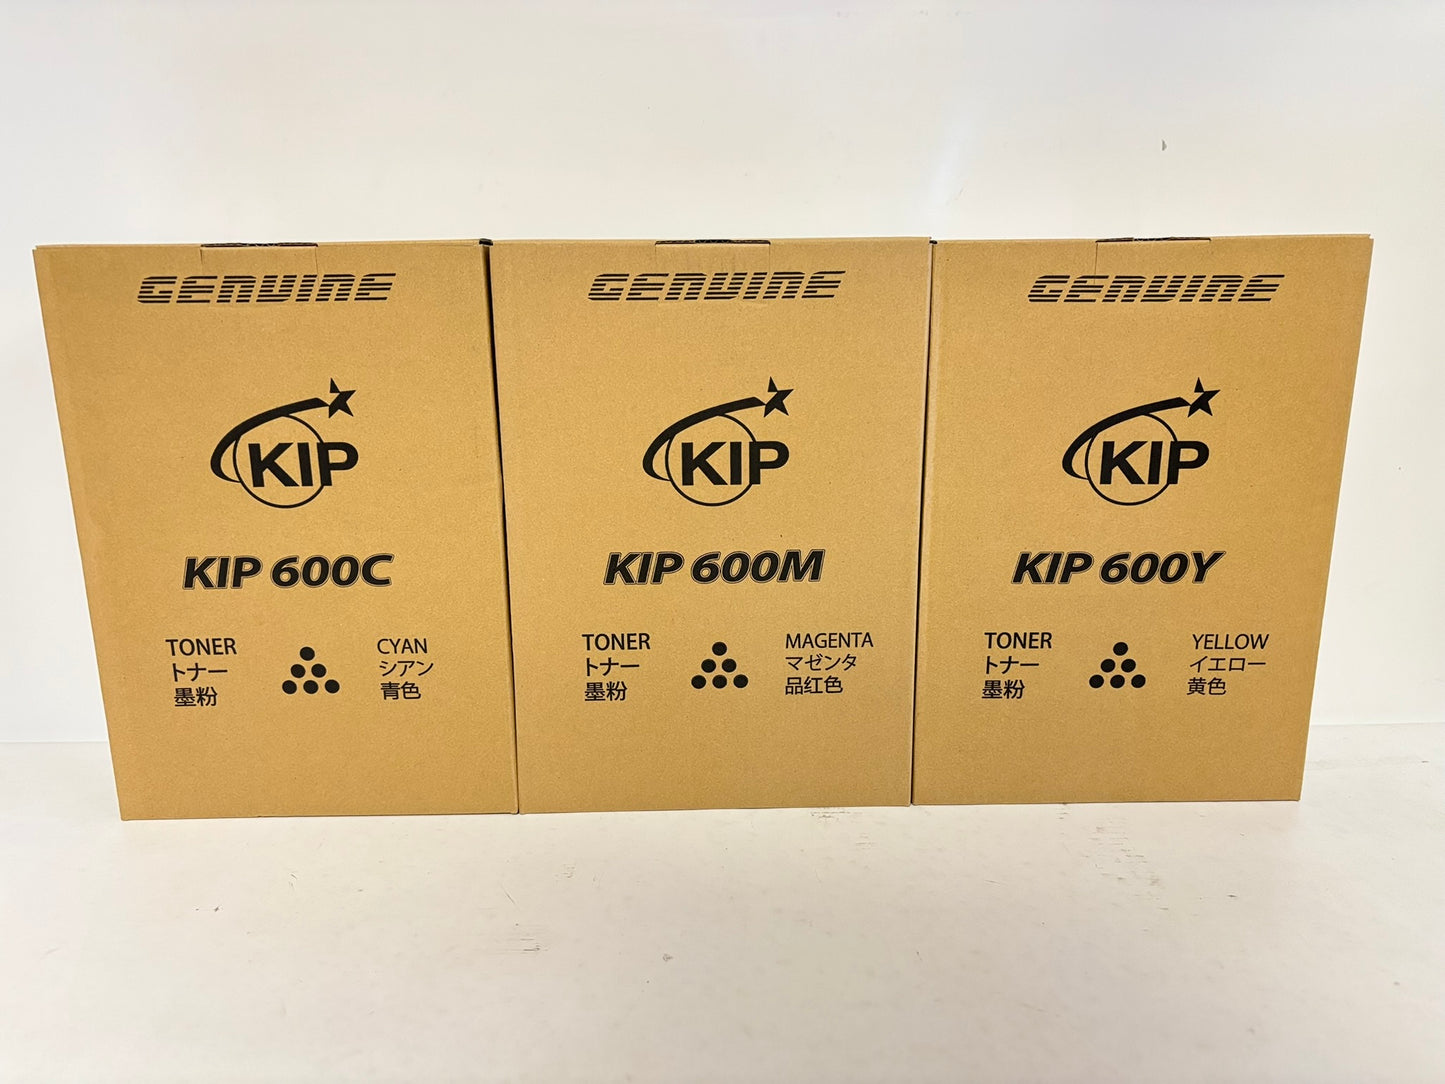 GENUINE
KIP
KIP 600C
TONER
トナー
墨粉
CYAN
シアン
青色
GENUINE
KIP
KIP 600M
TONER
トナー
墨粉
MAGENTA
マゼンタ
品红色
GENUINE
KIP
KIP 600Y
TONER
トナー
墨粉
YELLOW
イエロー
黄色